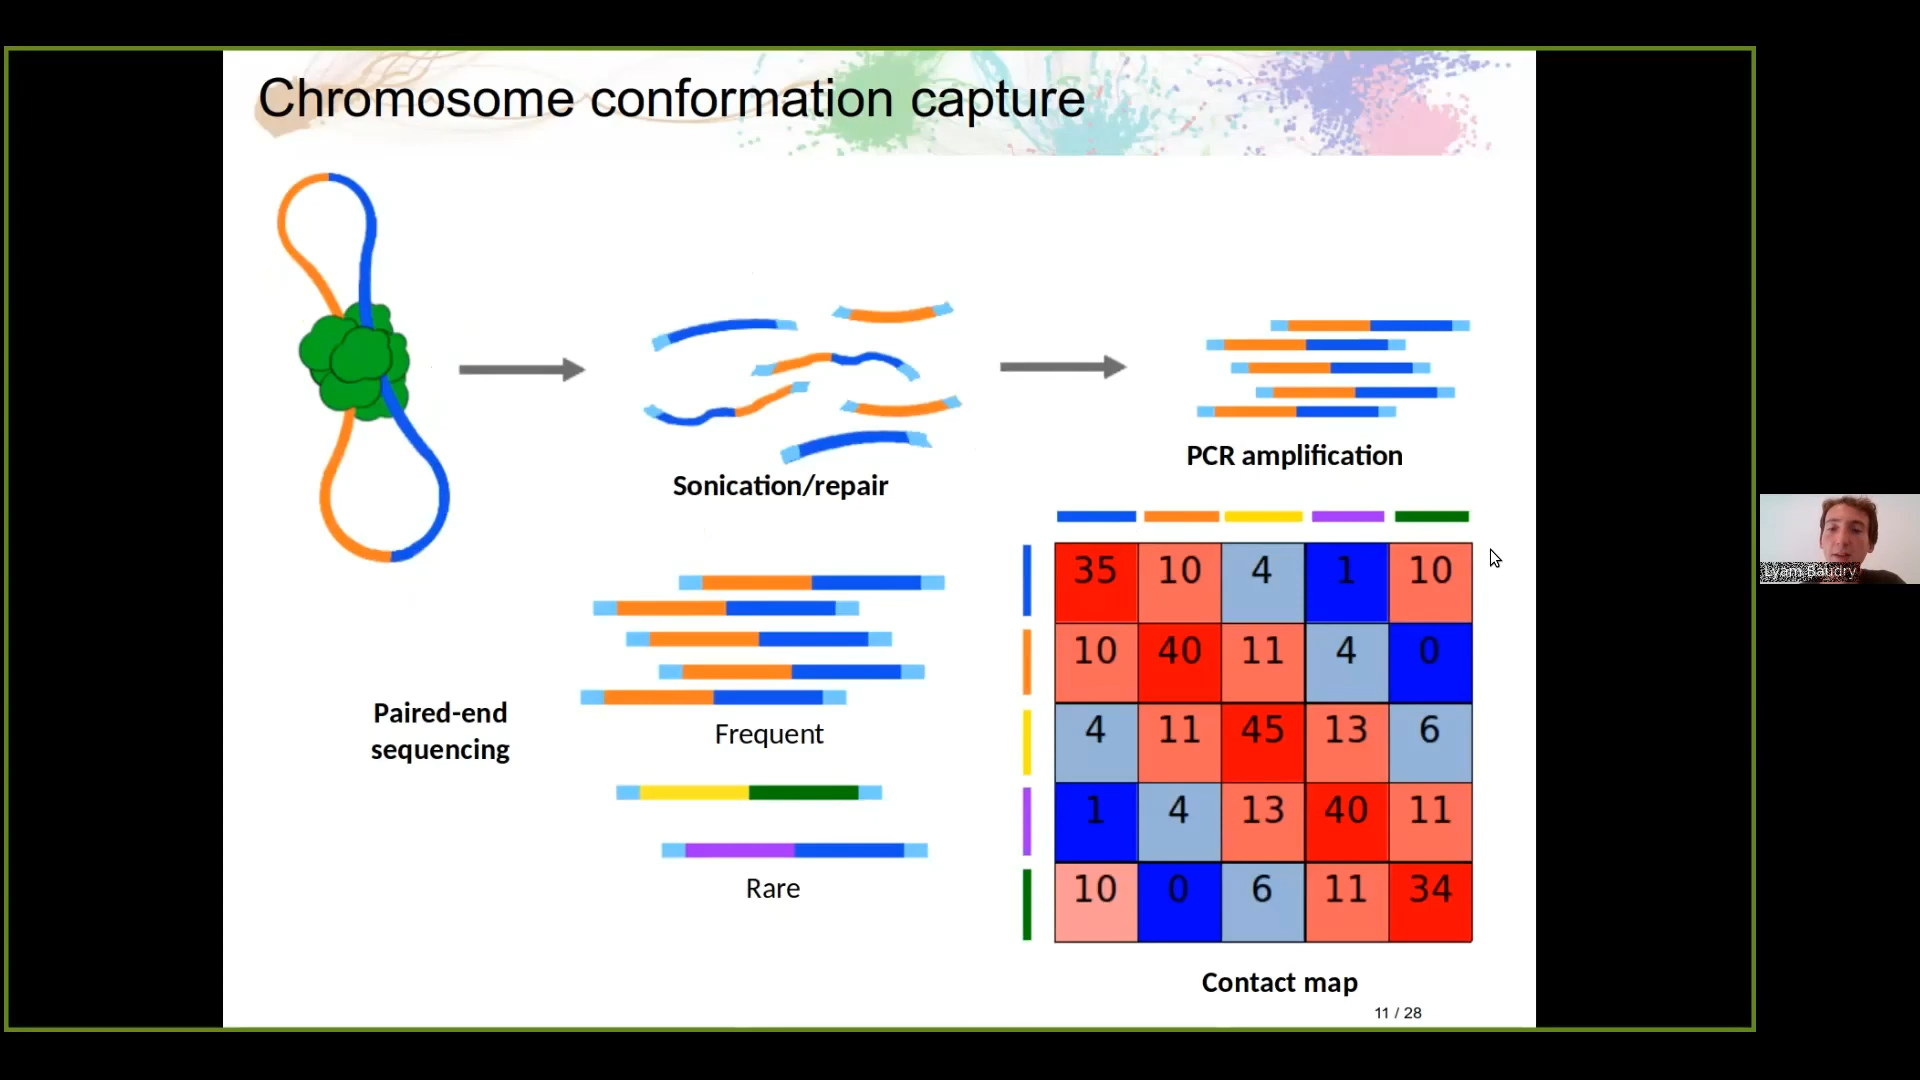 Chromosome conformation capture
Sonication/repair
PCR amplification
35 10 4 1 10
10 40 11 4 0
4 11 45 13 6
1 4 13 40 11
10 0 6 11 34
Paired-end
sequencing
Frequent
Rare
Contact map
11 / 28
Lyam Baudry